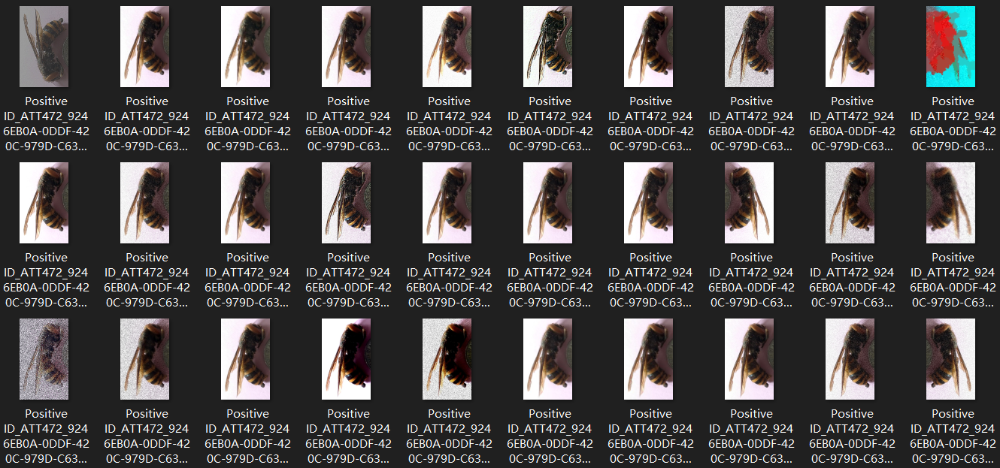 Positive Positive Positive Positive Positive Positive Positive Positive Positive Positive
ID_ATT472_924 ID_ATT472_924 ID_ATT472_924 ID_ATT472_924 ID_ATT472_924 ID_ATT472_924 ID_ATT472_924 ID_ATT472_924 ID_ATT472_924 ID_ATT472_924
6EB0A-0DDF-42 6EB0A-0DDF-42 6EB0A-0DDF-42 6EB0A-0DDF-42 6EB0A-0DDF-42 6EB0A-0DDF-42 6EB0A-0DDF-42 6EB0A-0DDF-42 6EB0A-0DDF-42 6EB0A-0DDF-42
0C-979D-C63... 0C-979D-C63... 0C-979D-C63... 0C-979D-C63... 0C-979D-C63... 0C-979D-C63... 0C-979D-C63... 0C-979D-C63... 0C-979D-C63... 0C-979D-C63...
Positive Positive Positive Positive Positive Positive Positive Positive Positive Positive
ID_ATT472_924 ID_ATT472_924 ID_ATT472_924 ID_ATT472_924 ID_ATT472_924 ID_ATT472_924 ID_ATT472_924 ID_ATT472_924 ID_ATT472_924 ID_ATT472_924
6EB0A-0DDF-42 6EB0A-0DDF-42 6EB0A-0DDF-42 6EB0A-0DDF-42 6EB0A-0DDF-42 6EB0A-0DDF-42 6EB0A-0DDF-42 6EB0A-0DDF-42 6EB0A-0DDF-42 6EB0A-0DDF-42
0C-979D-C63... 0C-979D-C63... 0C-979D-C63... 0C-979D-C63... 0C-979D-C63... 0C-979D-C63... 0C-979D-C63... 0C-979D-C63... 0C-979D-C63... 0C-979D-C63...
Positive Positive Positive Positive Positive Positive Positive Positive Positive Positive
ID_ATT472_924 ID_ATT472_924 ID_ATT472_924 ID_ATT472_924 ID_ATT472_924 ID_ATT472_924 ID_ATT472_924 ID_ATT472_924 ID_ATT472_924 ID_ATT472_924
6EB0A-0DDF-42 6EB0A-0DDF-42 6EB0A-0DDF-42 6EB0A-0DDF-42 6EB0A-0DDF-42 6EB0A-0DDF-42 6EB0A-0DDF-42 6EB0A-0DDF-42 6EB0A-0DDF-42 6EB0A-0DDF-42
0C-979D-C63... 0C-979D-C63... 0C-979D-C63... 0C-979D-C63... 0C-979D-C63... 0C-979D-C63... 0C-979D-C63... 0C-979D-C63... 0C-979D-C63... 0C-979D-C63...